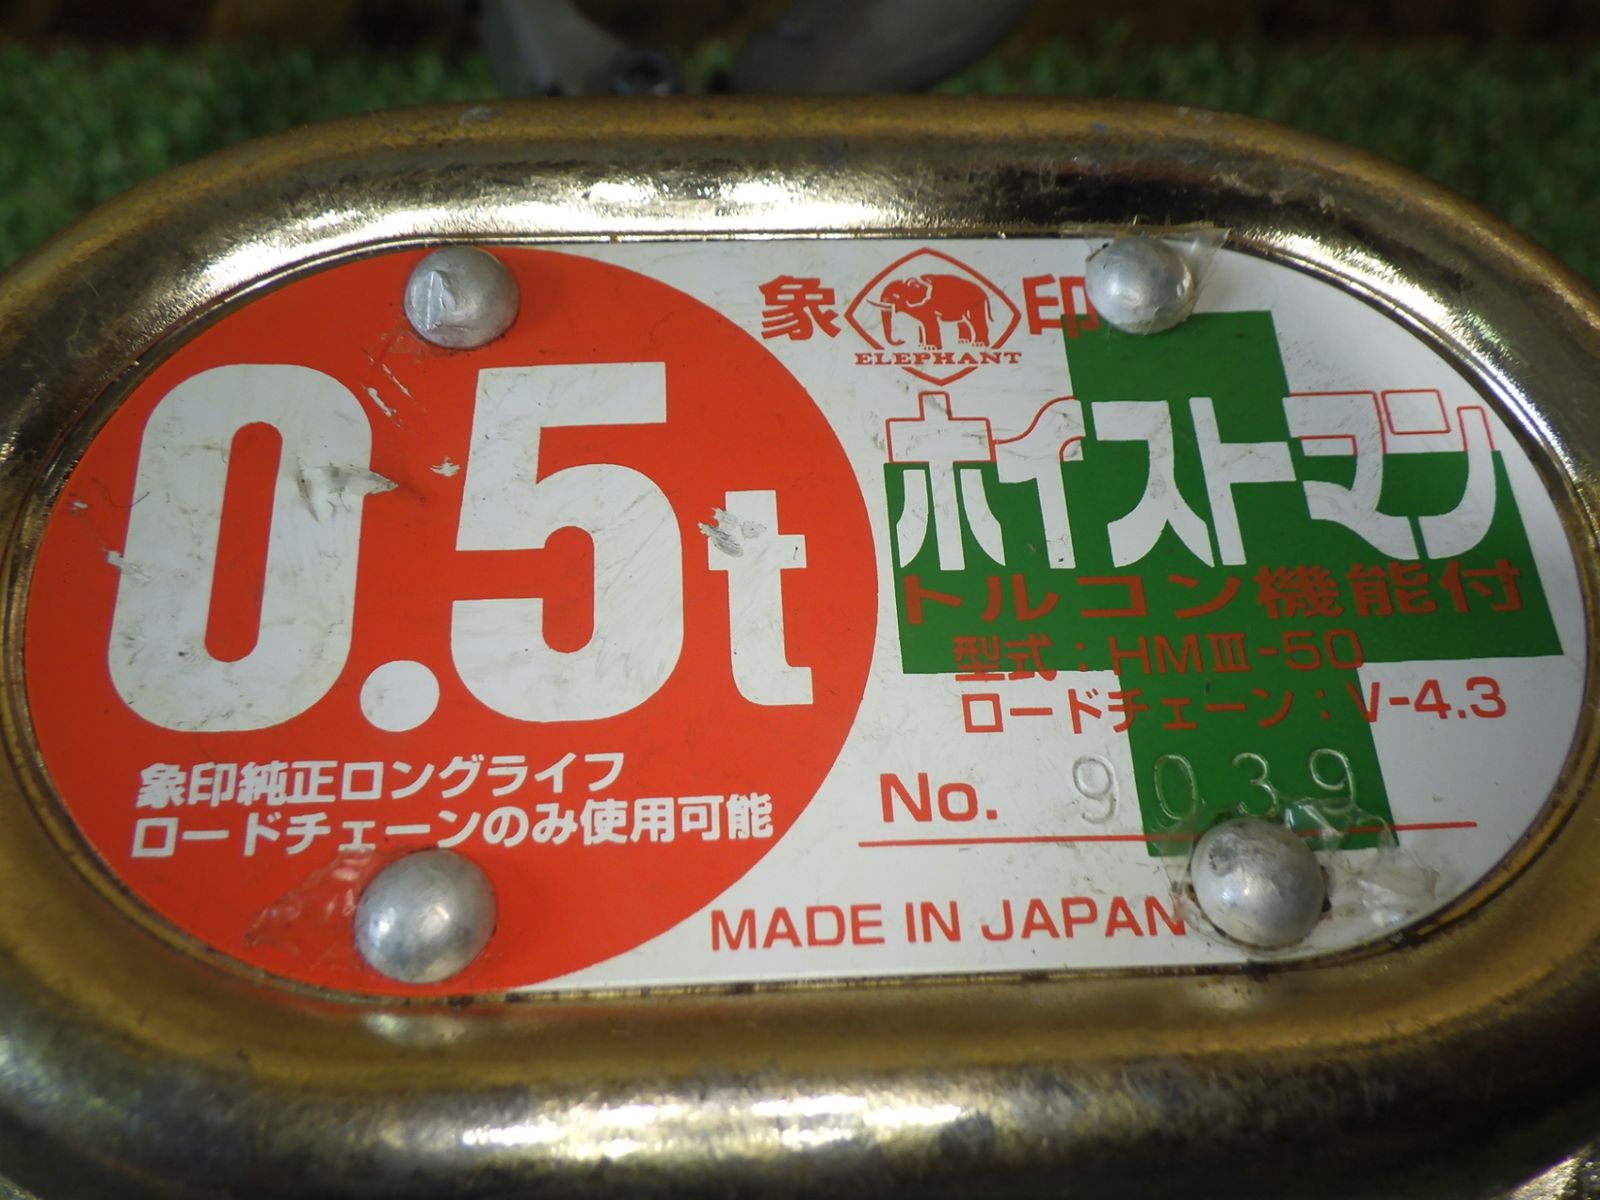 0.5t
象印純正ロングライフ
ロードチェーンのみ使用可能
象 印
ELEPHANT
ホイストマン
トルコン機能付
型式：HMⅢ-50
ロードチェーン：V-4.3
No. 9039
MADE IN JAPAN